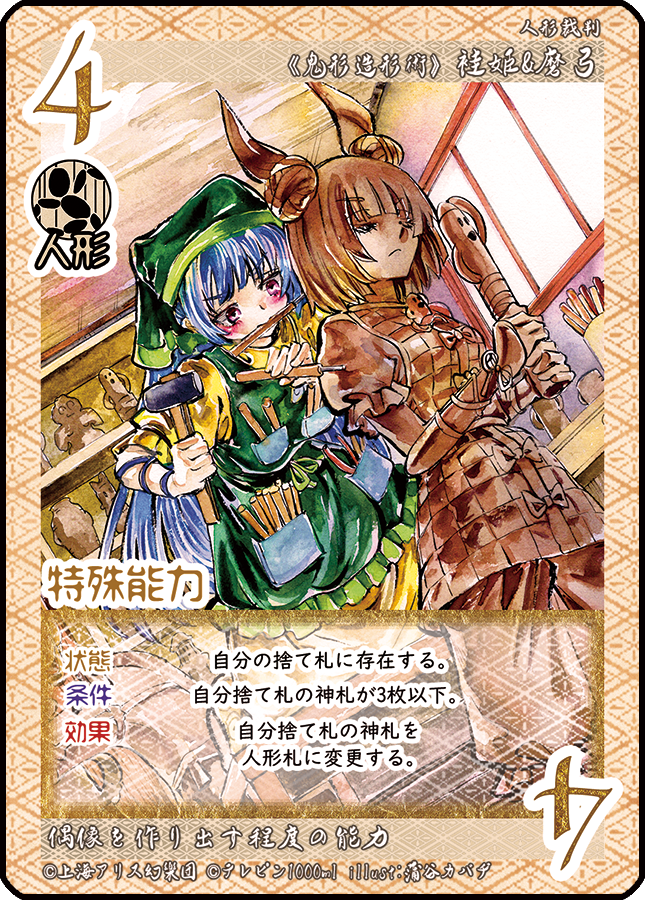 人形裁判
《鬼形造形術》 袿姫&磨弓
4
人形
特殊能力
状態 自分の捨て札に存在する。
条件 自分捨て札の神札が3枚以下。
効果 自分捨て札の神札を
人形札に変更する。
4
偶像を作り出す程度の能力
©上海アリス幻樂団 ©テレピン1000ml illust:蒲谷カバヂ